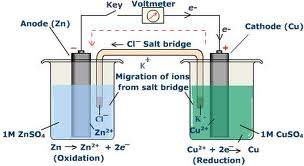 Voltmeter
Key
Anode (Zn)
e-
e-
Cathode (Cu)
−
+
Cl− Salt bridge
K+
Migration of ions
from salt bridge
Cl−
Zn2+
K+
Cu2+
1M ZnSO4
1M CuSO4
Zn → Zn2+ + 2e−
(Oxidation)
Cu2+ + 2e−→ Cu
(Reduction)